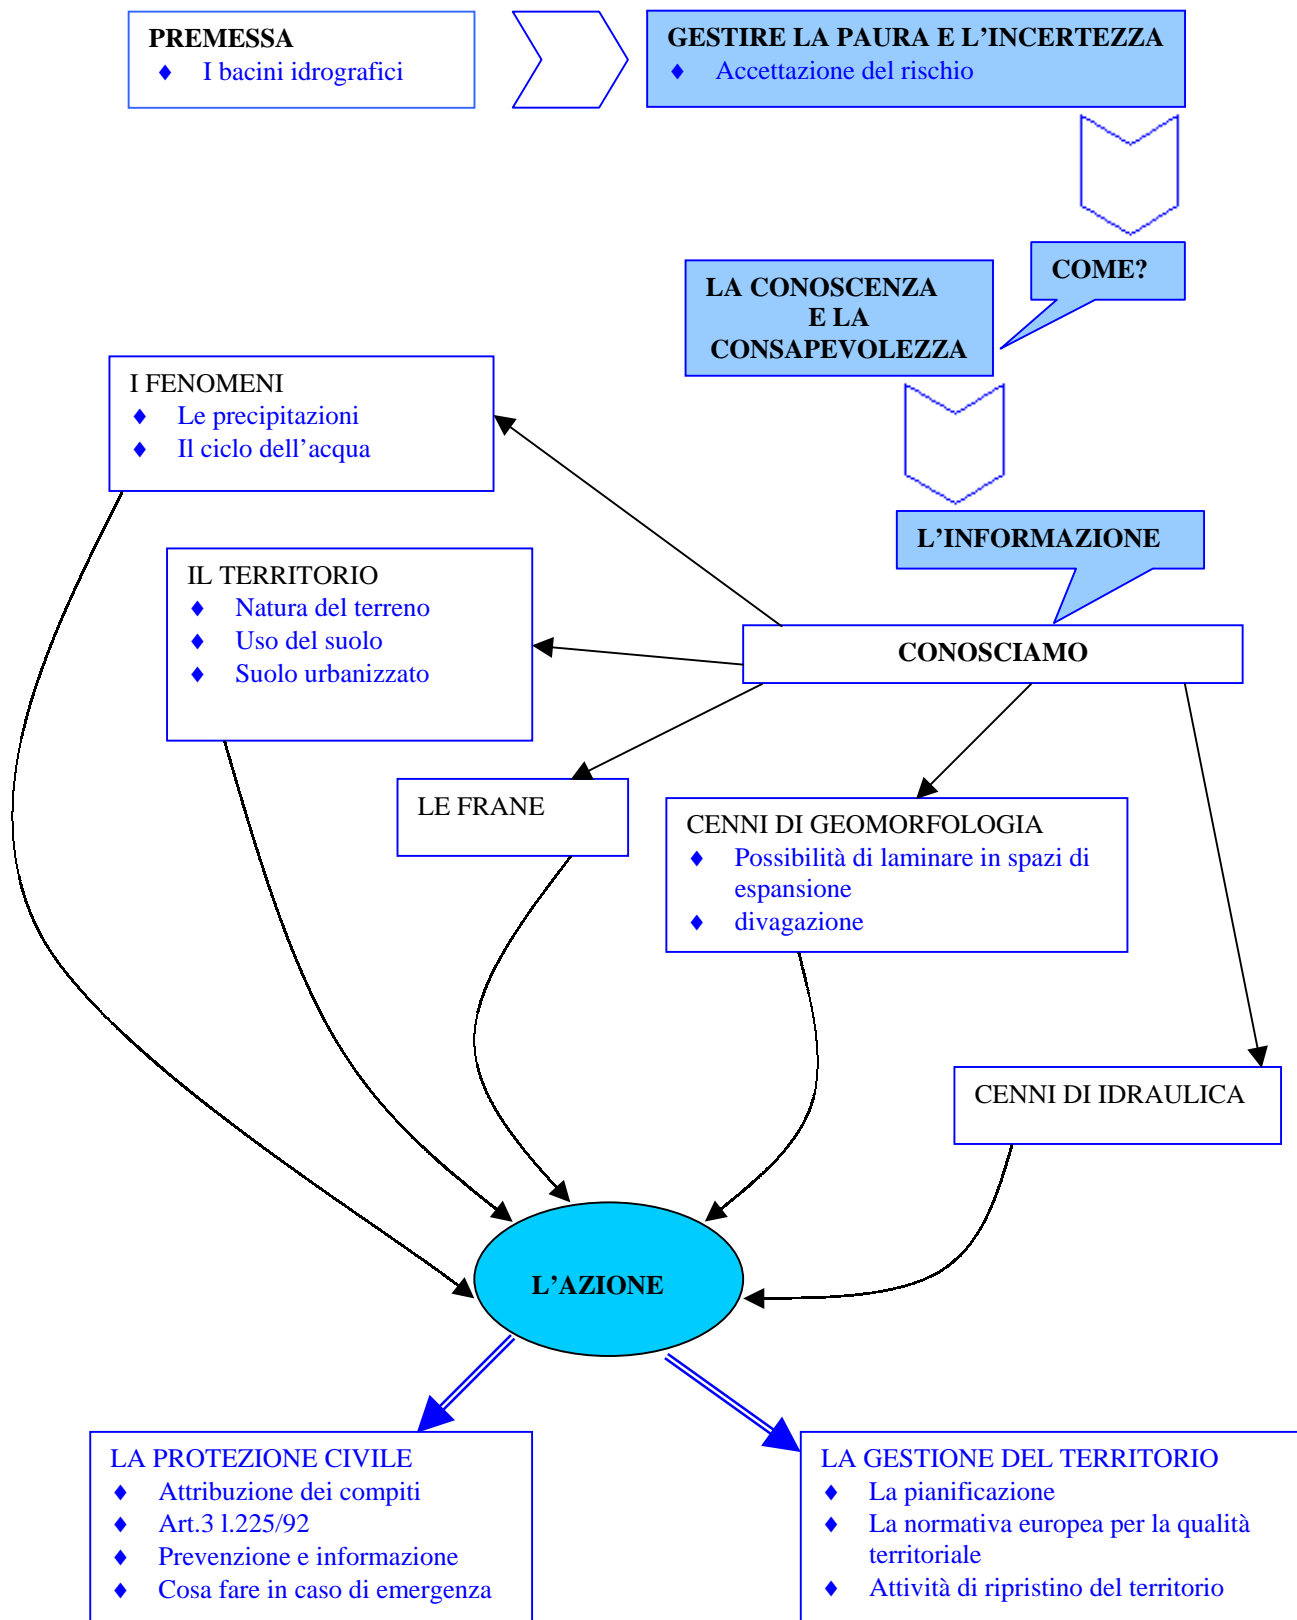 PREMESSA
♦ I bacini idrografici
GESTIRE LA PAURA E L’INCERTEZZA
♦ Accettazione del rischio
COME?
LA CONOSCENZA
E LA
CONSAPEVOLEZZA
I FENOMENI
♦ Le precipitazioni
♦ Il ciclo dell’acqua
L’INFORMAZIONE
IL TERRITORIO
♦ Natura del terreno
♦ Uso del suolo
♦ Suolo urbanizzato
CONOSCIAMO
LE FRANE
CENNI DI GEOMORFOLOGIA
♦ Possibilità di laminare in spazi di
espansione
♦ divagazione
CENNI DI IDRAULICA
L’AZIONE
LA PROTEZIONE CIVILE
♦ Attribuzione dei compiti
♦ Art.3 l.225/92
♦ Prevenzione e informazione
♦ Cosa fare in caso di emergenza
LA GESTIONE DEL TERRITORIO
♦ La pianificazione
♦ La normativa europea per la qualità
territoriale
♦ Attività di ripristino del territorio